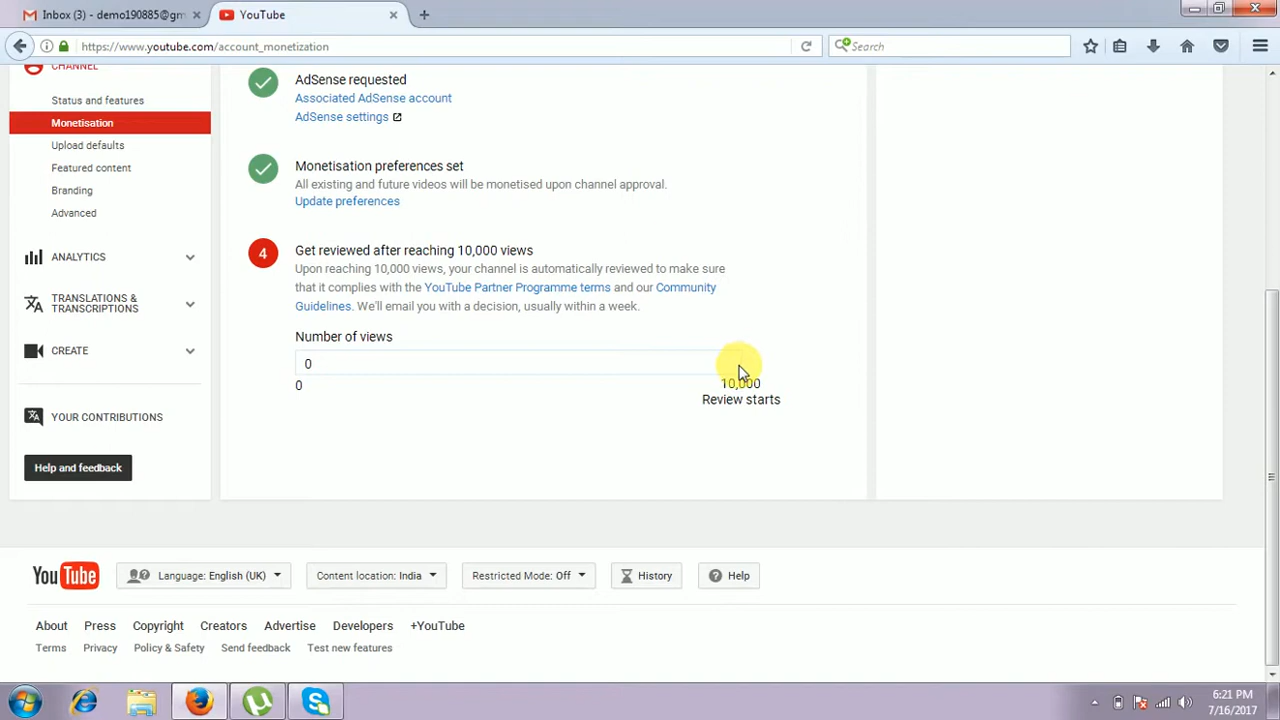 Inbox (3) - demo190885@gm
YouTube
https://www.youtube.com/account_monetization
Search
CHANNEL
Status and features
Monetisation
Upload defaults
Featured content
Branding
Advanced
ANALYTICS
TRANSLATIONS &
TRANSCRIPTIONS
CREATE
YOUR CONTRIBUTIONS
Help and feedback
AdSense requested
Associated AdSense account
AdSense settings
Monetisation preferences set
All existing and future videos will be monetised upon channel approval.
Update preferences
4
Get reviewed after reaching 10,000 views
Upon reaching 10,000 views, your channel is automatically reviewed to make sure
that it complies with the YouTube Partner Programme terms and our Community
Guidelines. We'll email you with a decision, usually within a week.
Number of views
0
0
10,000
Review starts
YouTube
Language: English (UK)
Content location: India
Restricted Mode: Off
History
Help
About Press Copyright Creators Advertise Developers +YouTube
Terms Privacy Policy & Safety Send feedback Test new features
6:21 PM
7/16/2017